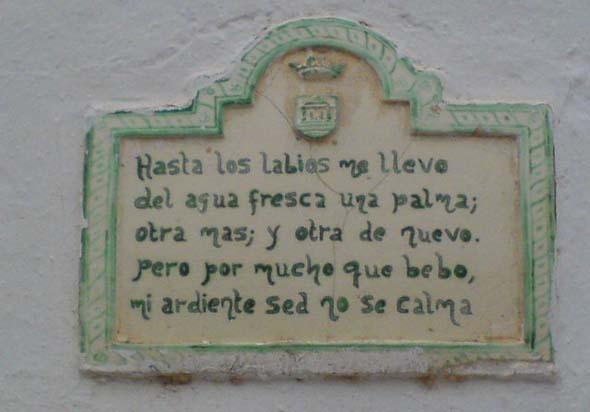 Hasta los labios me llevo
del agua fresca una palma;
otra mas; y otra de nuevo.
pero por mucho que bebo,
mi ardiente sed no se calma